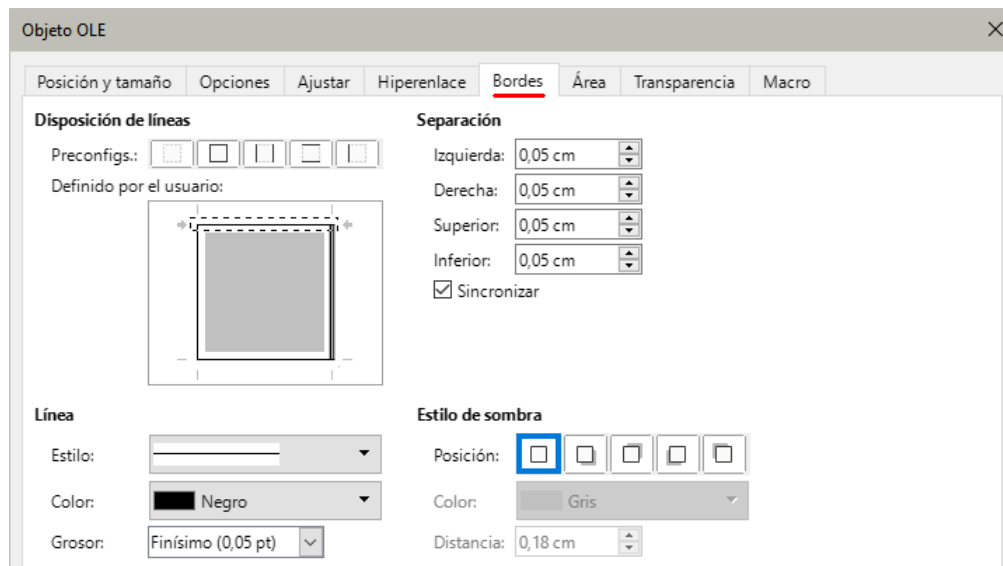 Objeto OLE
Posición y tamaño Opciones Ajustar Hiperenlace Bordes Área Transparencia Macro
Disposición de líneas
Preconfigs.:
Definido por el usuario:
Separación
Izquierda: 0,05 cm
Derecha: 0,05 cm
Superior: 0,05 cm
Inferior: 0,05 cm
Sincronizar
Línea
Estilo:
Color: Negro
Grosor: Finísimo (0,05 pt)
Estilo de sombra
Posición:
Color: Gris
Distancia: 0,18 cm